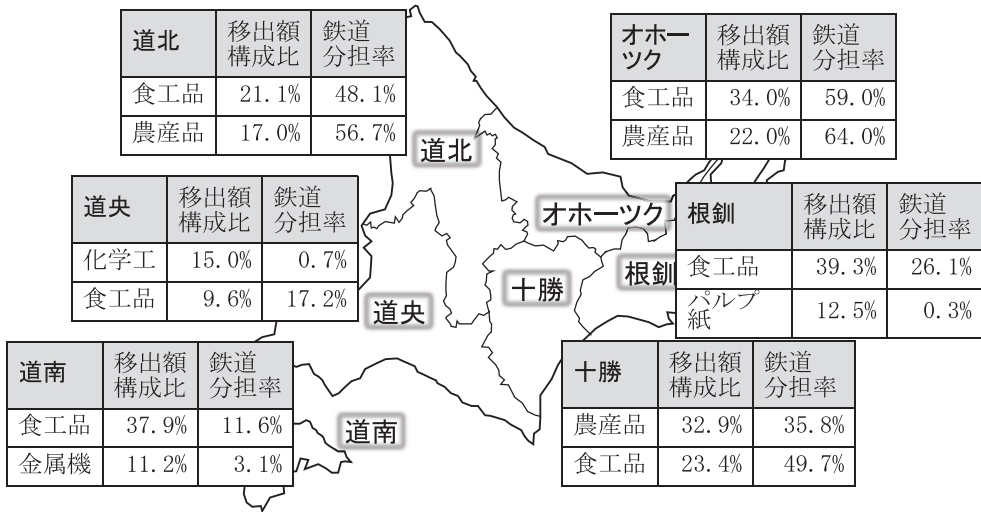 道北 移出額構成比 鉄道分担率
食工品 21.1% 48.1%
農産品 17.0% 56.7%
オホーツク 移出額構成比 鉄道分担率
食工品 34.0% 59.0%
農産品 22.0% 64.0%
道北
道央 移出額構成比 鉄道分担率
化学工 15.0% 0.7%
食工品 9.6% 17.2%
オホーツク
根釧 移出額構成比 鉄道分担率
食工品 39.3% 26.1%
パルプ紙 12.5% 0.3%
十勝
根釧
道央
道南 移出額構成比 鉄道分担率
食工品 37.9% 11.6%
金属機 11.2% 3.1%
道南
十勝 移出額構成比 鉄道分担率
農産品 32.9% 35.8%
食工品 23.4% 49.7%